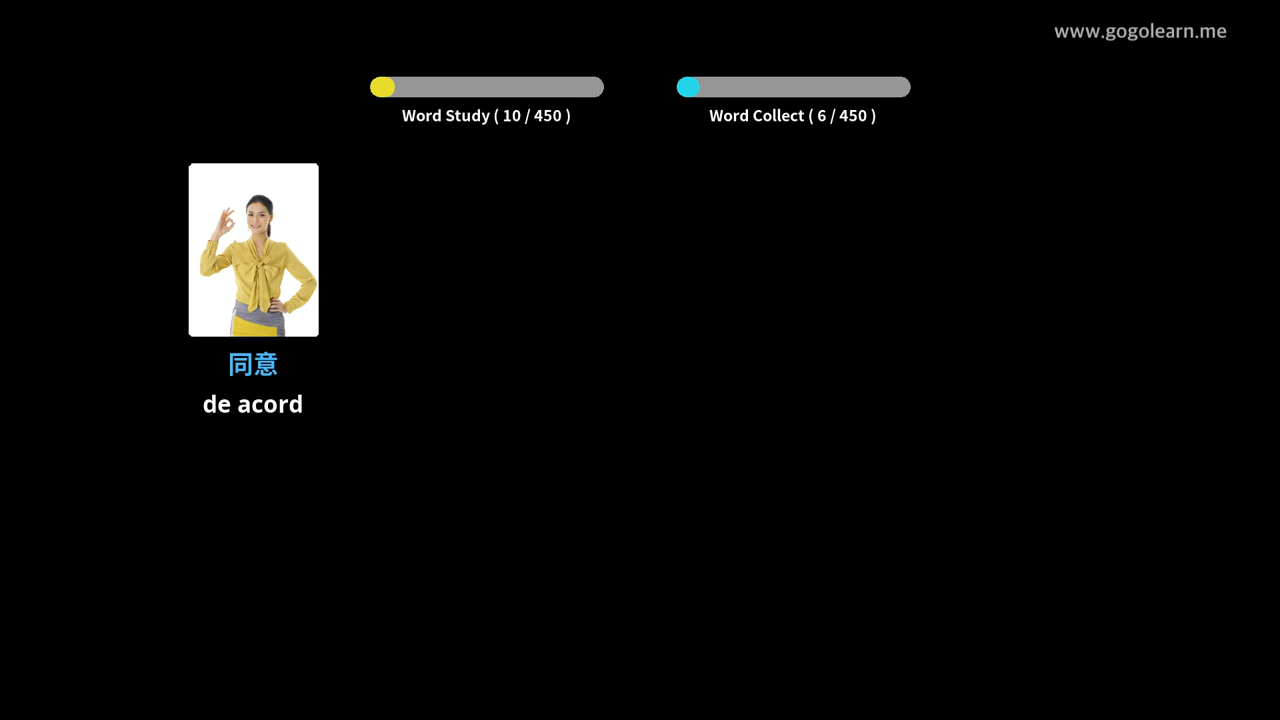 www.gogolearn.me
Word Study ( 10 / 450 )
Word Collect ( 6 / 450 )
同意
de acord